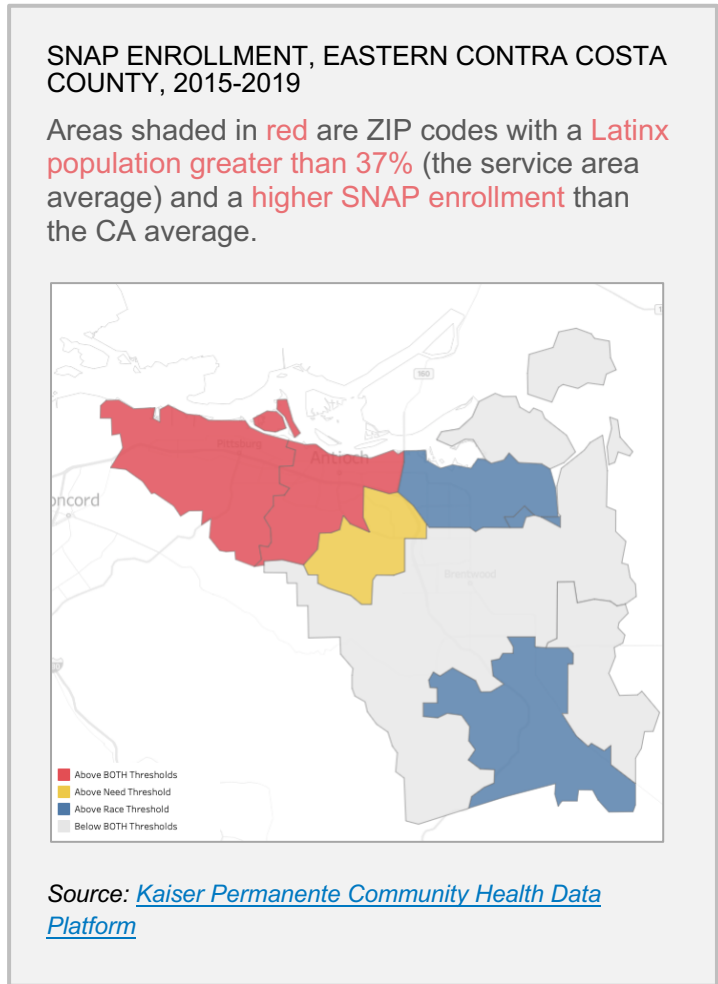 SNAP ENROLLMENT, EASTERN CONTRA COSTA
COUNTY, 2015-2019
Areas shaded in red are ZIP codes with a Latinx
population greater than 37% (the service area
average) and a higher SNAP enrollment than
the CA average.
160
Pittsburg
Antioch
oncord
Brentwood
Above BOTH Thresholds
Above Need Threshold
Above Race Threshold
Below BOTH Thresholds
Source: Kaiser Permanente Community Health Data
Platform